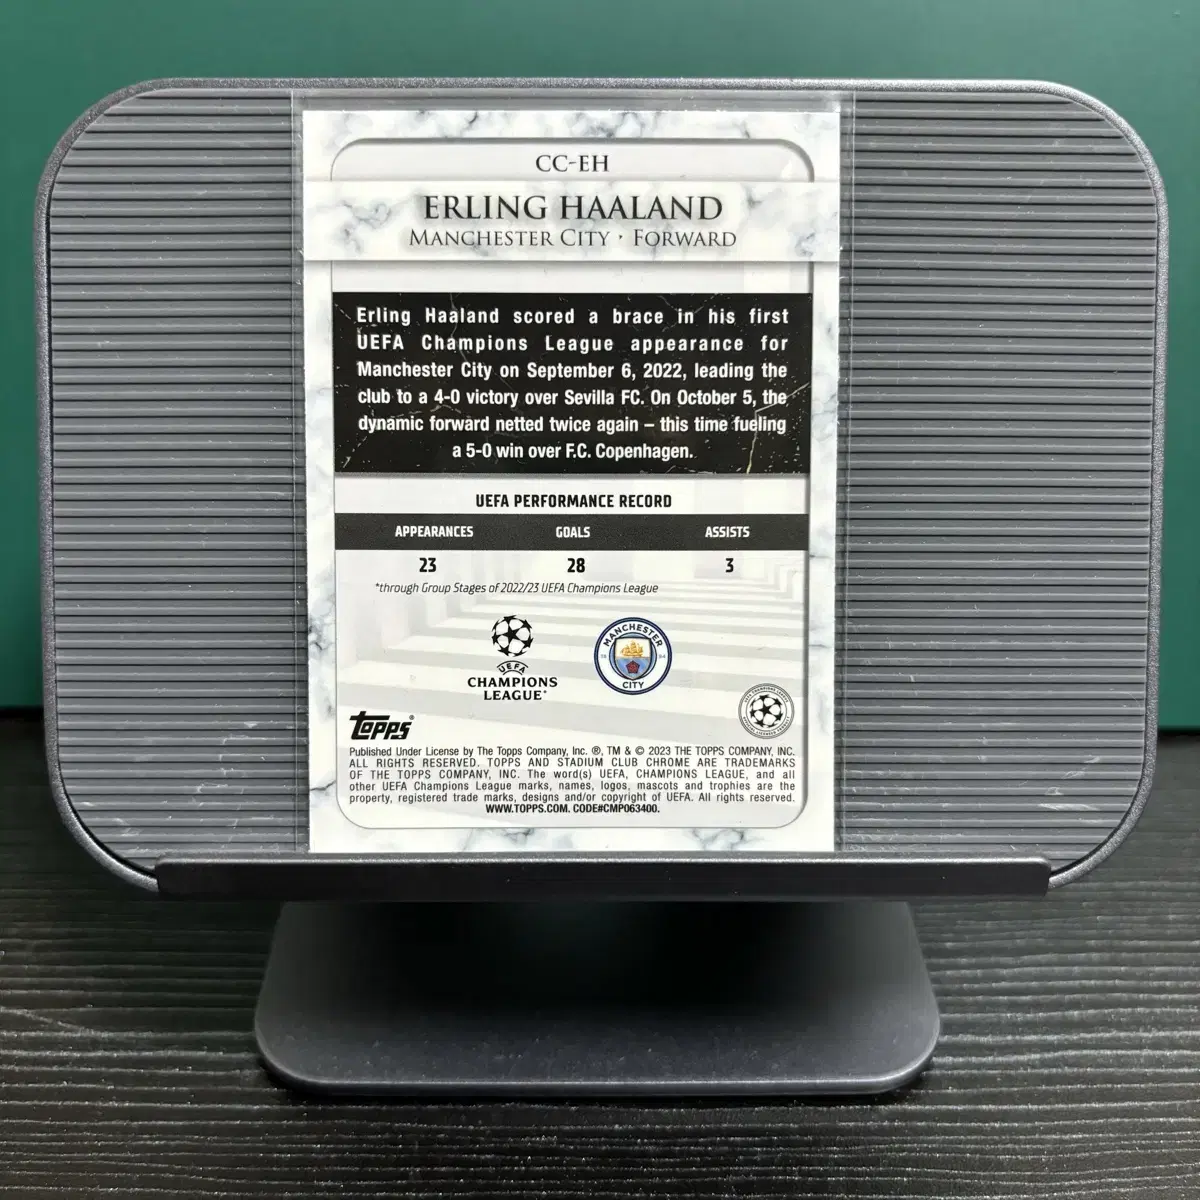 CC-EH
ERLING HAALAND
MANCHESTER CITY · FORWARD
Erling Haaland scored a brace in his first
UEFA Champions League appearance for
Manchester City on September 6, 2022, leading the
club to a 4-0 victory over Sevilla FC. On October 5, the
dynamic forward netted twice again – this time fueling
a 5-0 win over F.C. Copenhagen.
UEFA PERFORMANCE RECORD
APPEARANCES GOALS ASSISTS
23 28 3
*through Group Stages of 2022/23 UEFA Champions League
UEFA
CHAMPIONS
LEAGUE®
MANCHESTER
18 94
CITY
topps®
Published Under License by The Topps Company, Inc. ®, TM & © 2023 THE TOPPS COMPANY, INC.
ALL RIGHTS RESERVED. TOPPS AND STADIUM CLUB CHROME ARE TRADEMARKS
OF THE TOPPS COMPANY, INC. The word(s) UEFA, CHAMPIONS LEAGUE, and all
other UEFA Champions League marks, names, logos, mascots and trophies are the
property, registered trade marks, designs and/or copyright of UEFA. All rights reserved.
WWW.TOPPS.COM. CODE#CMP063400.